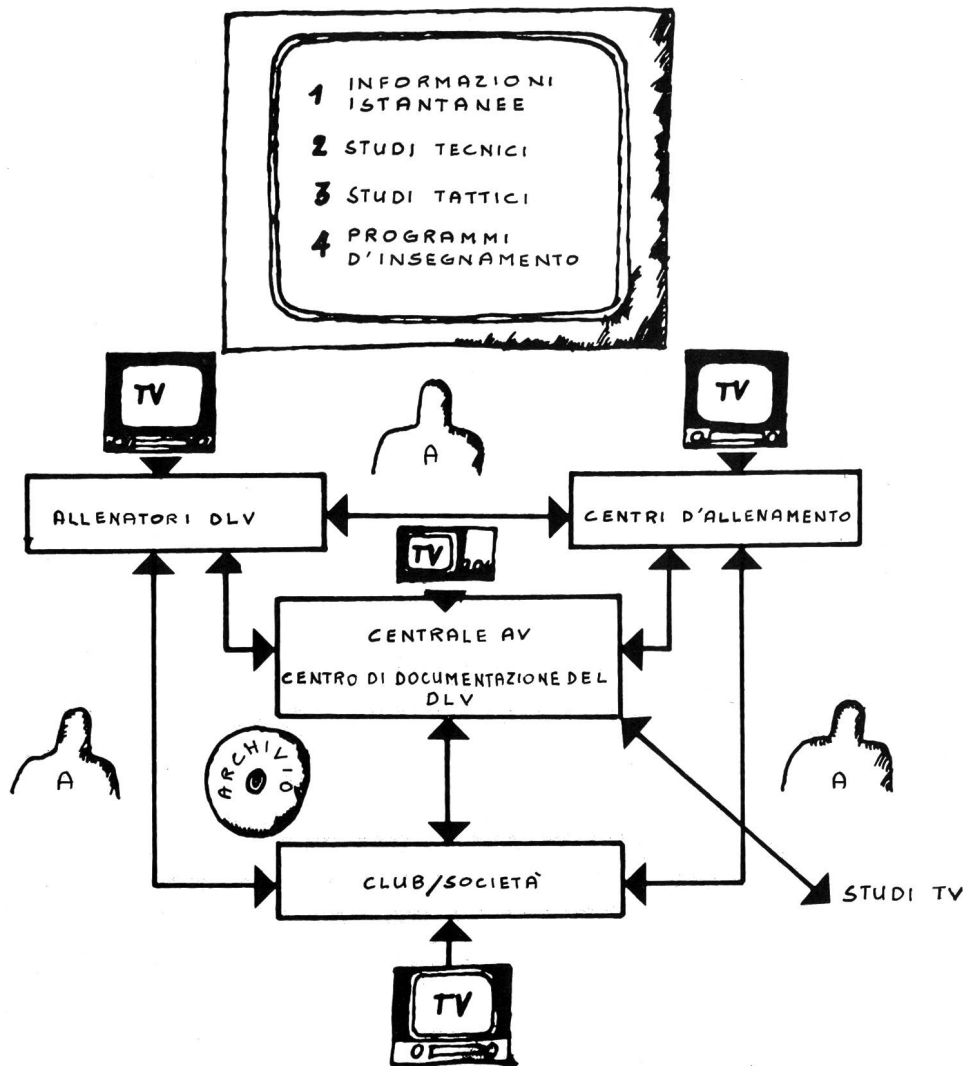 1 INFORMAZIONI
ISTANTANEE
2 STUDI TECNICI
3 STUDI TATTICI
4 PROGRAMMI
D'INSEGNAMENTO
TV
TV
A
ALLENATORI DLV
CENTRI D'ALLENAMENTO
TV
CENTRALE AV
CENTRO DI DOCUMENTAZIONE DEL
DLV
A
ARCHIVIO
A
CLUB/SOCIETÀ
STUDI TV
TV